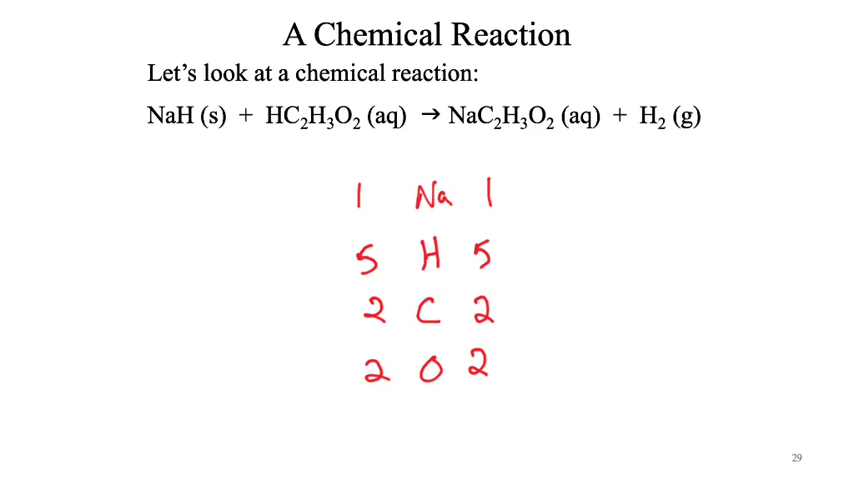 A Chemical Reaction
Let's look at a chemical reaction:
NaH (s) + HC₂H₃O₂ (aq) → NaC₂H₃O₂ (aq) + H₂ (g)
1 Na 1
5 H 5
2 C 2
2 O 2
29